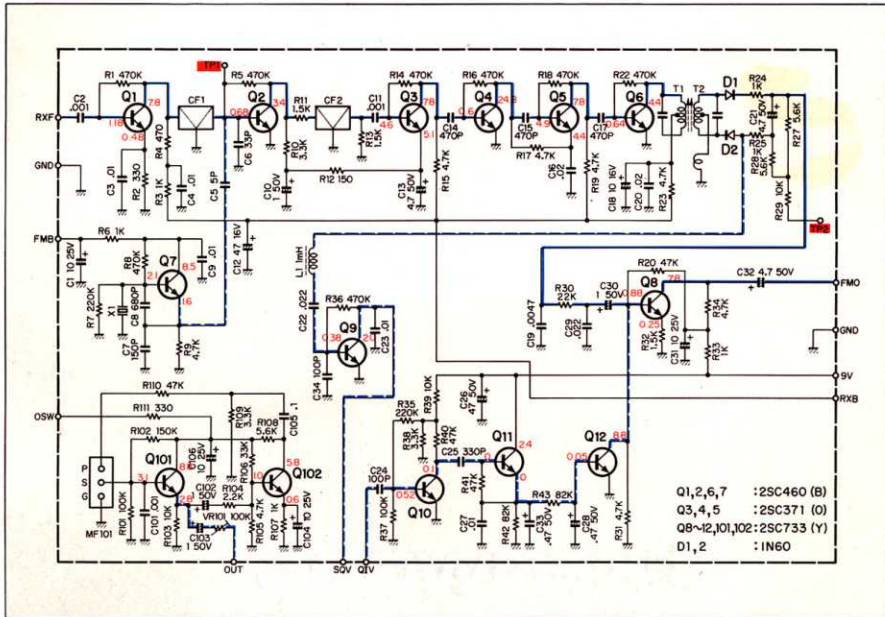 TP1
R1 470K
R5 470K
R14 470K
R16 470K
R18 470K
R22 470K
T1 T2
D1
R24
1K
C2
.001
Q1
7.8
CF1
Q2
3.4
R11
1.5K
CF2
C11
.001
Q3
7.8
Q4
24.8
Q5
7.8
Q6
4.4
RXF
1.18
0.48
R4 470
0.68
C6 33P
R10
3.3K
R13
1.5K
4.6
5.1
C14
470P
0.6
C15
470P
4.9
4.4
C17
470P
0.64
D2
C21
4.7 50V
R25
1K
R27 5.6K
R28
5.6K
GND
C3 .01
R2 330
R3 1K
C4 .01
C5 5P
C10
1 50V
R12 150
C13
4.7 50V
R15 4.7K
R17 4.7K
C16
.02
R19 4.7K
C18 10 16V
C20 .02
R23 4.7K
R29 10K
TP2
FMB
R6 1K
C1 10 25V
R8
470K
2.1
Q7
8.5
1.6
C9 .01
C12 47 16V
L1 1mH
R7 220K
X1
C8 680P
C7
150P
R9
4.7K
C22 .022
R36 470K
Q9
2.0
0.38
C23 .01
C34 100P
R30
22K
C30
1 50V
C19 .0047
C29
.022
R20 47K
Q8
7.8
0.88
0.25
R32
1.5K
C31 10 25V
C32 4.7 50V
R34
4.7K
R33
1K
FMO
GND
9V
RXB
R110 47K
OSW
R111 330
R102 150K
R109
3.3K
R108
5.6K
C105 .1
C106
10 25V
R106 33K
P
S
G
MF101
3.1
Q101
2.8
R101 100K
C101 .001
R103 10K
C102
50V
R104
2.2K
VR101 100K
C103
1 50V
1.0
Q102
5.8
0.6
R105 4.7K
R107 1K
C104 10 25V
R35
220K
R39 10K
R38
3.3K
R40
47K
C26
.47 50V
C24
100P
0.52
R37 100K
Q10
0.1
C25 330P
0
Q11
2.4
0
R41
47K
C27
.01
R42 82K
C33
.47 50V
R43 82K
C28
.47 50V
0.05
Q12
8.8
R31 4.7K
Q1,2,6,7 :2SC460 (B)
Q3,4,5 :2SC371 (O)
Q8~12,101,102:2SC733 (Y)
D1,2 :IN60
OUT
SQV
QIV